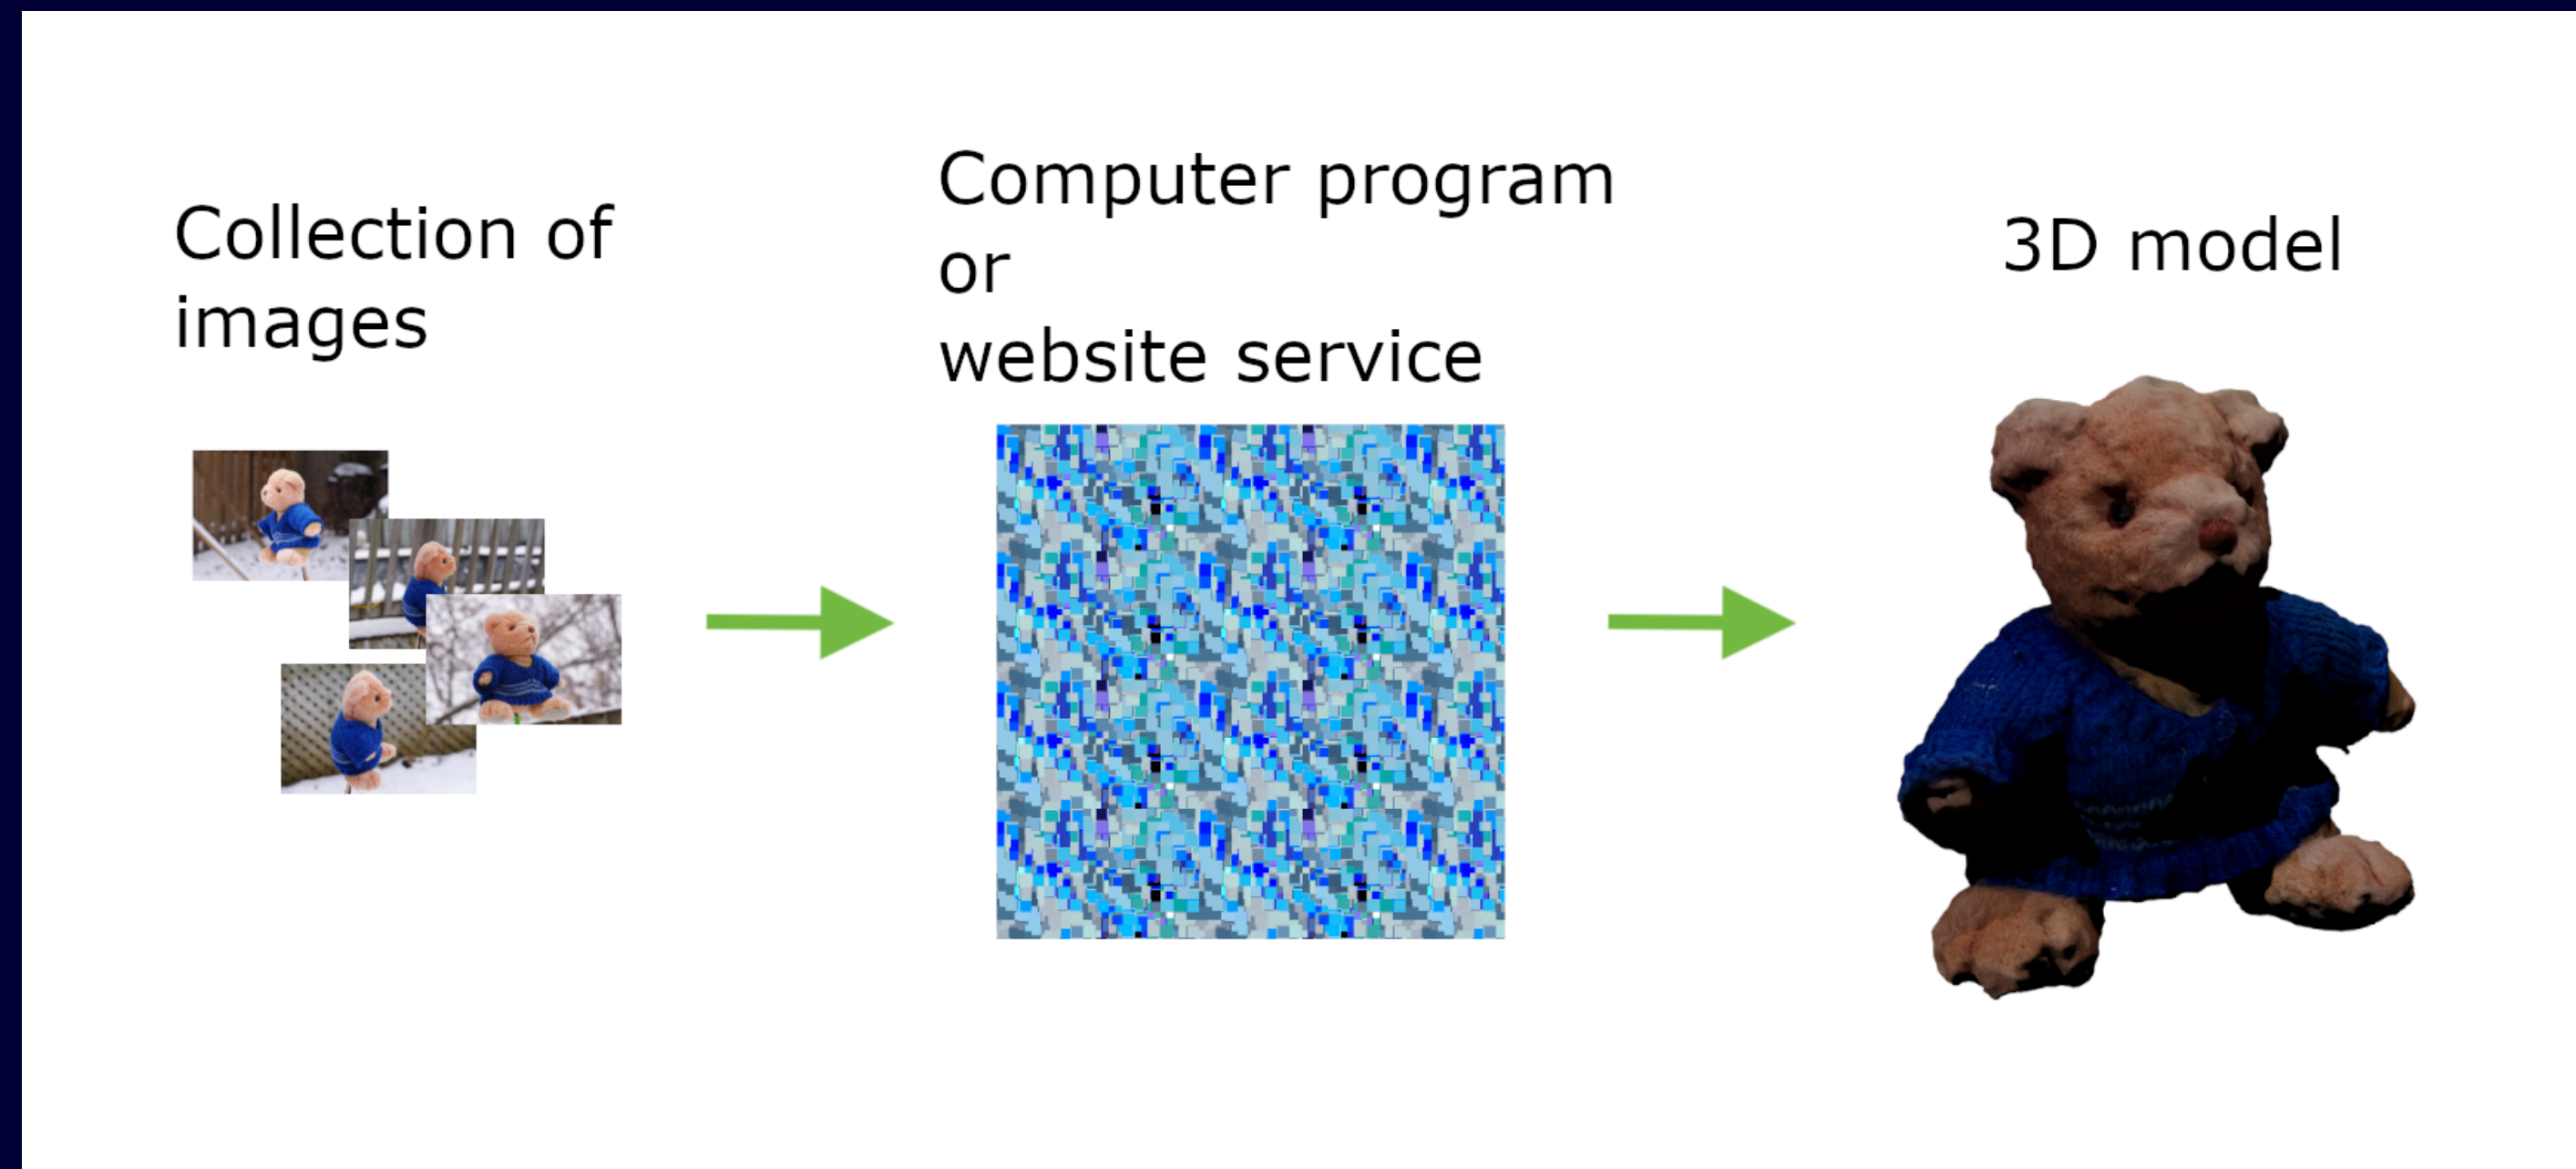 Collection of
images
Computer program
or
website service
3D model